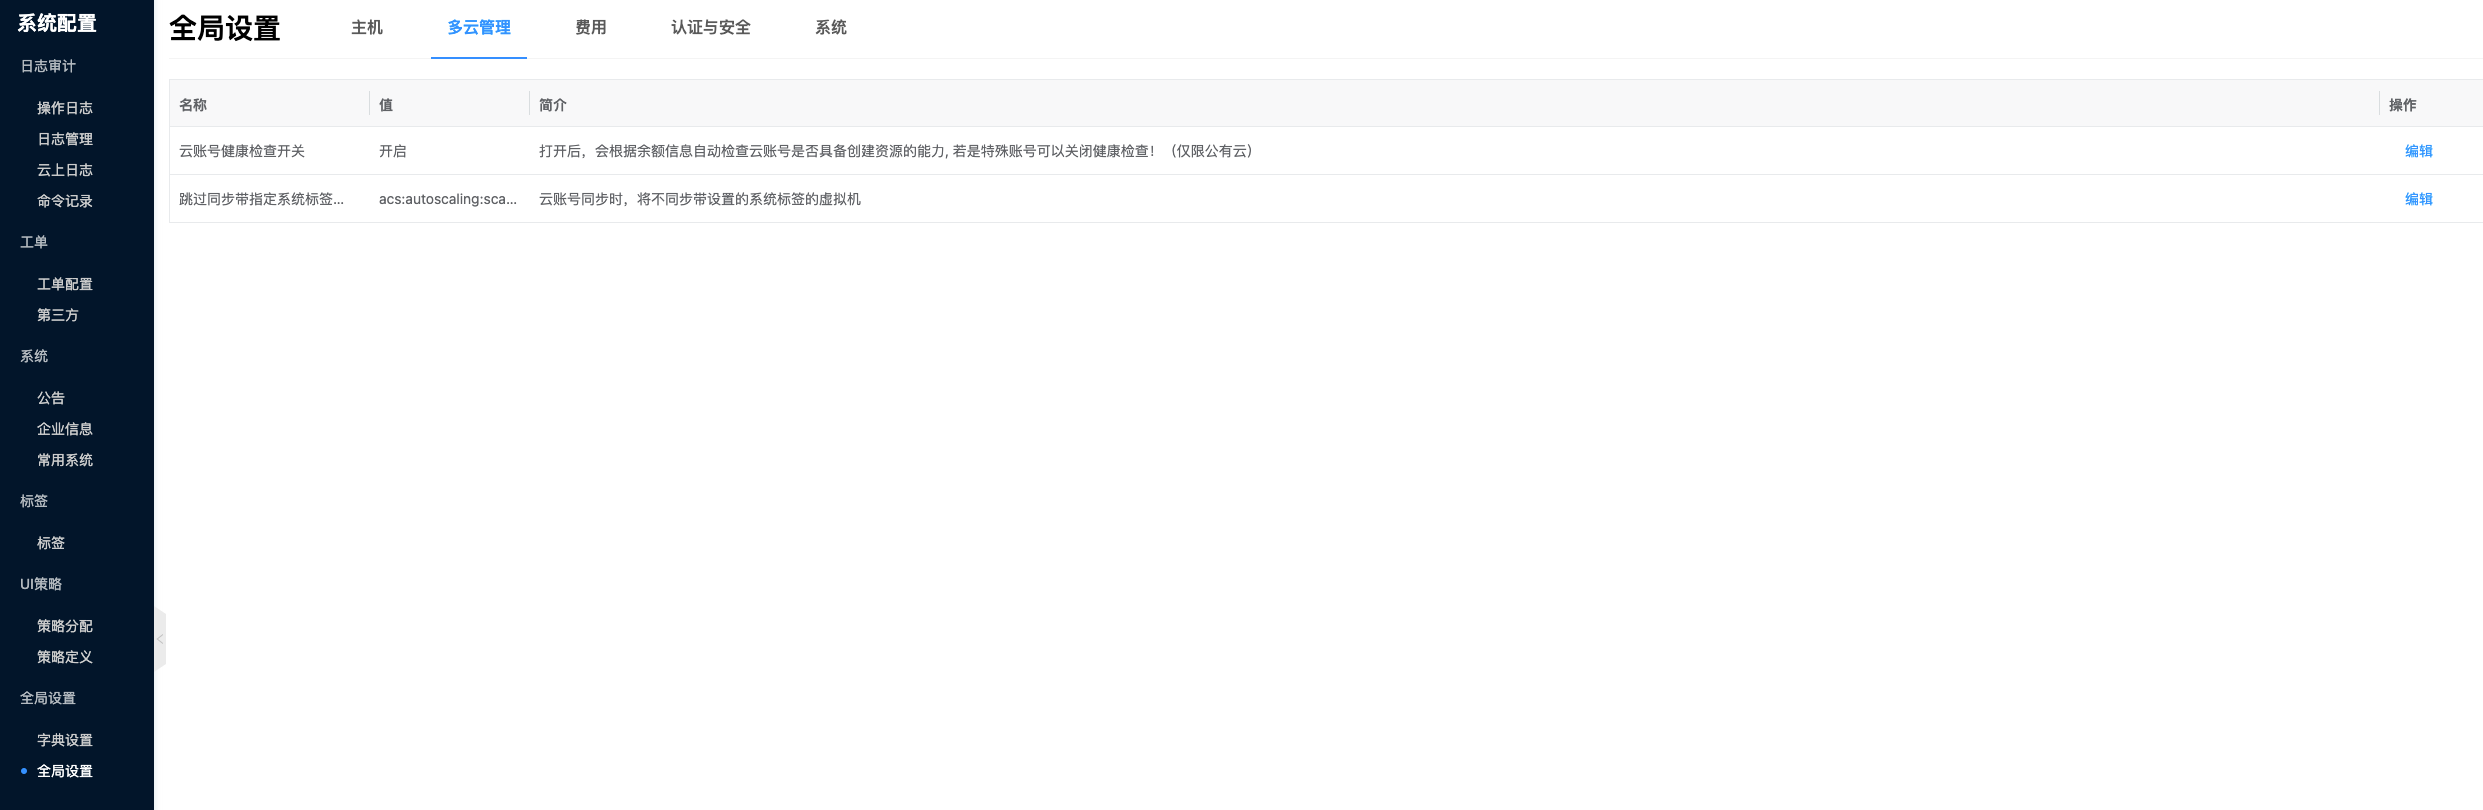 系统配置
日志审计
操作日志
日志管理
云上日志
命令记录
工单
工单配置
第三方
系统
公告
企业信息
常用系统
标签
标签
UI策略
策略分配
策略定义
全局设置
字典设置
全局设置
全局设置 主机 多云管理 费用 认证与安全 系统
名称 值 简介 操作
云账号健康检查开关 开启 打开后，会根据余额信息自动检查云账号是否具备创建资源的能力, 若是特殊账号可以关闭健康检查！（仅限公有云） 编辑
跳过同步带指定系统标签... acs:autoscaling:sca... 云账号同步时，将不同步带设置的系统标签的虚拟机 编辑